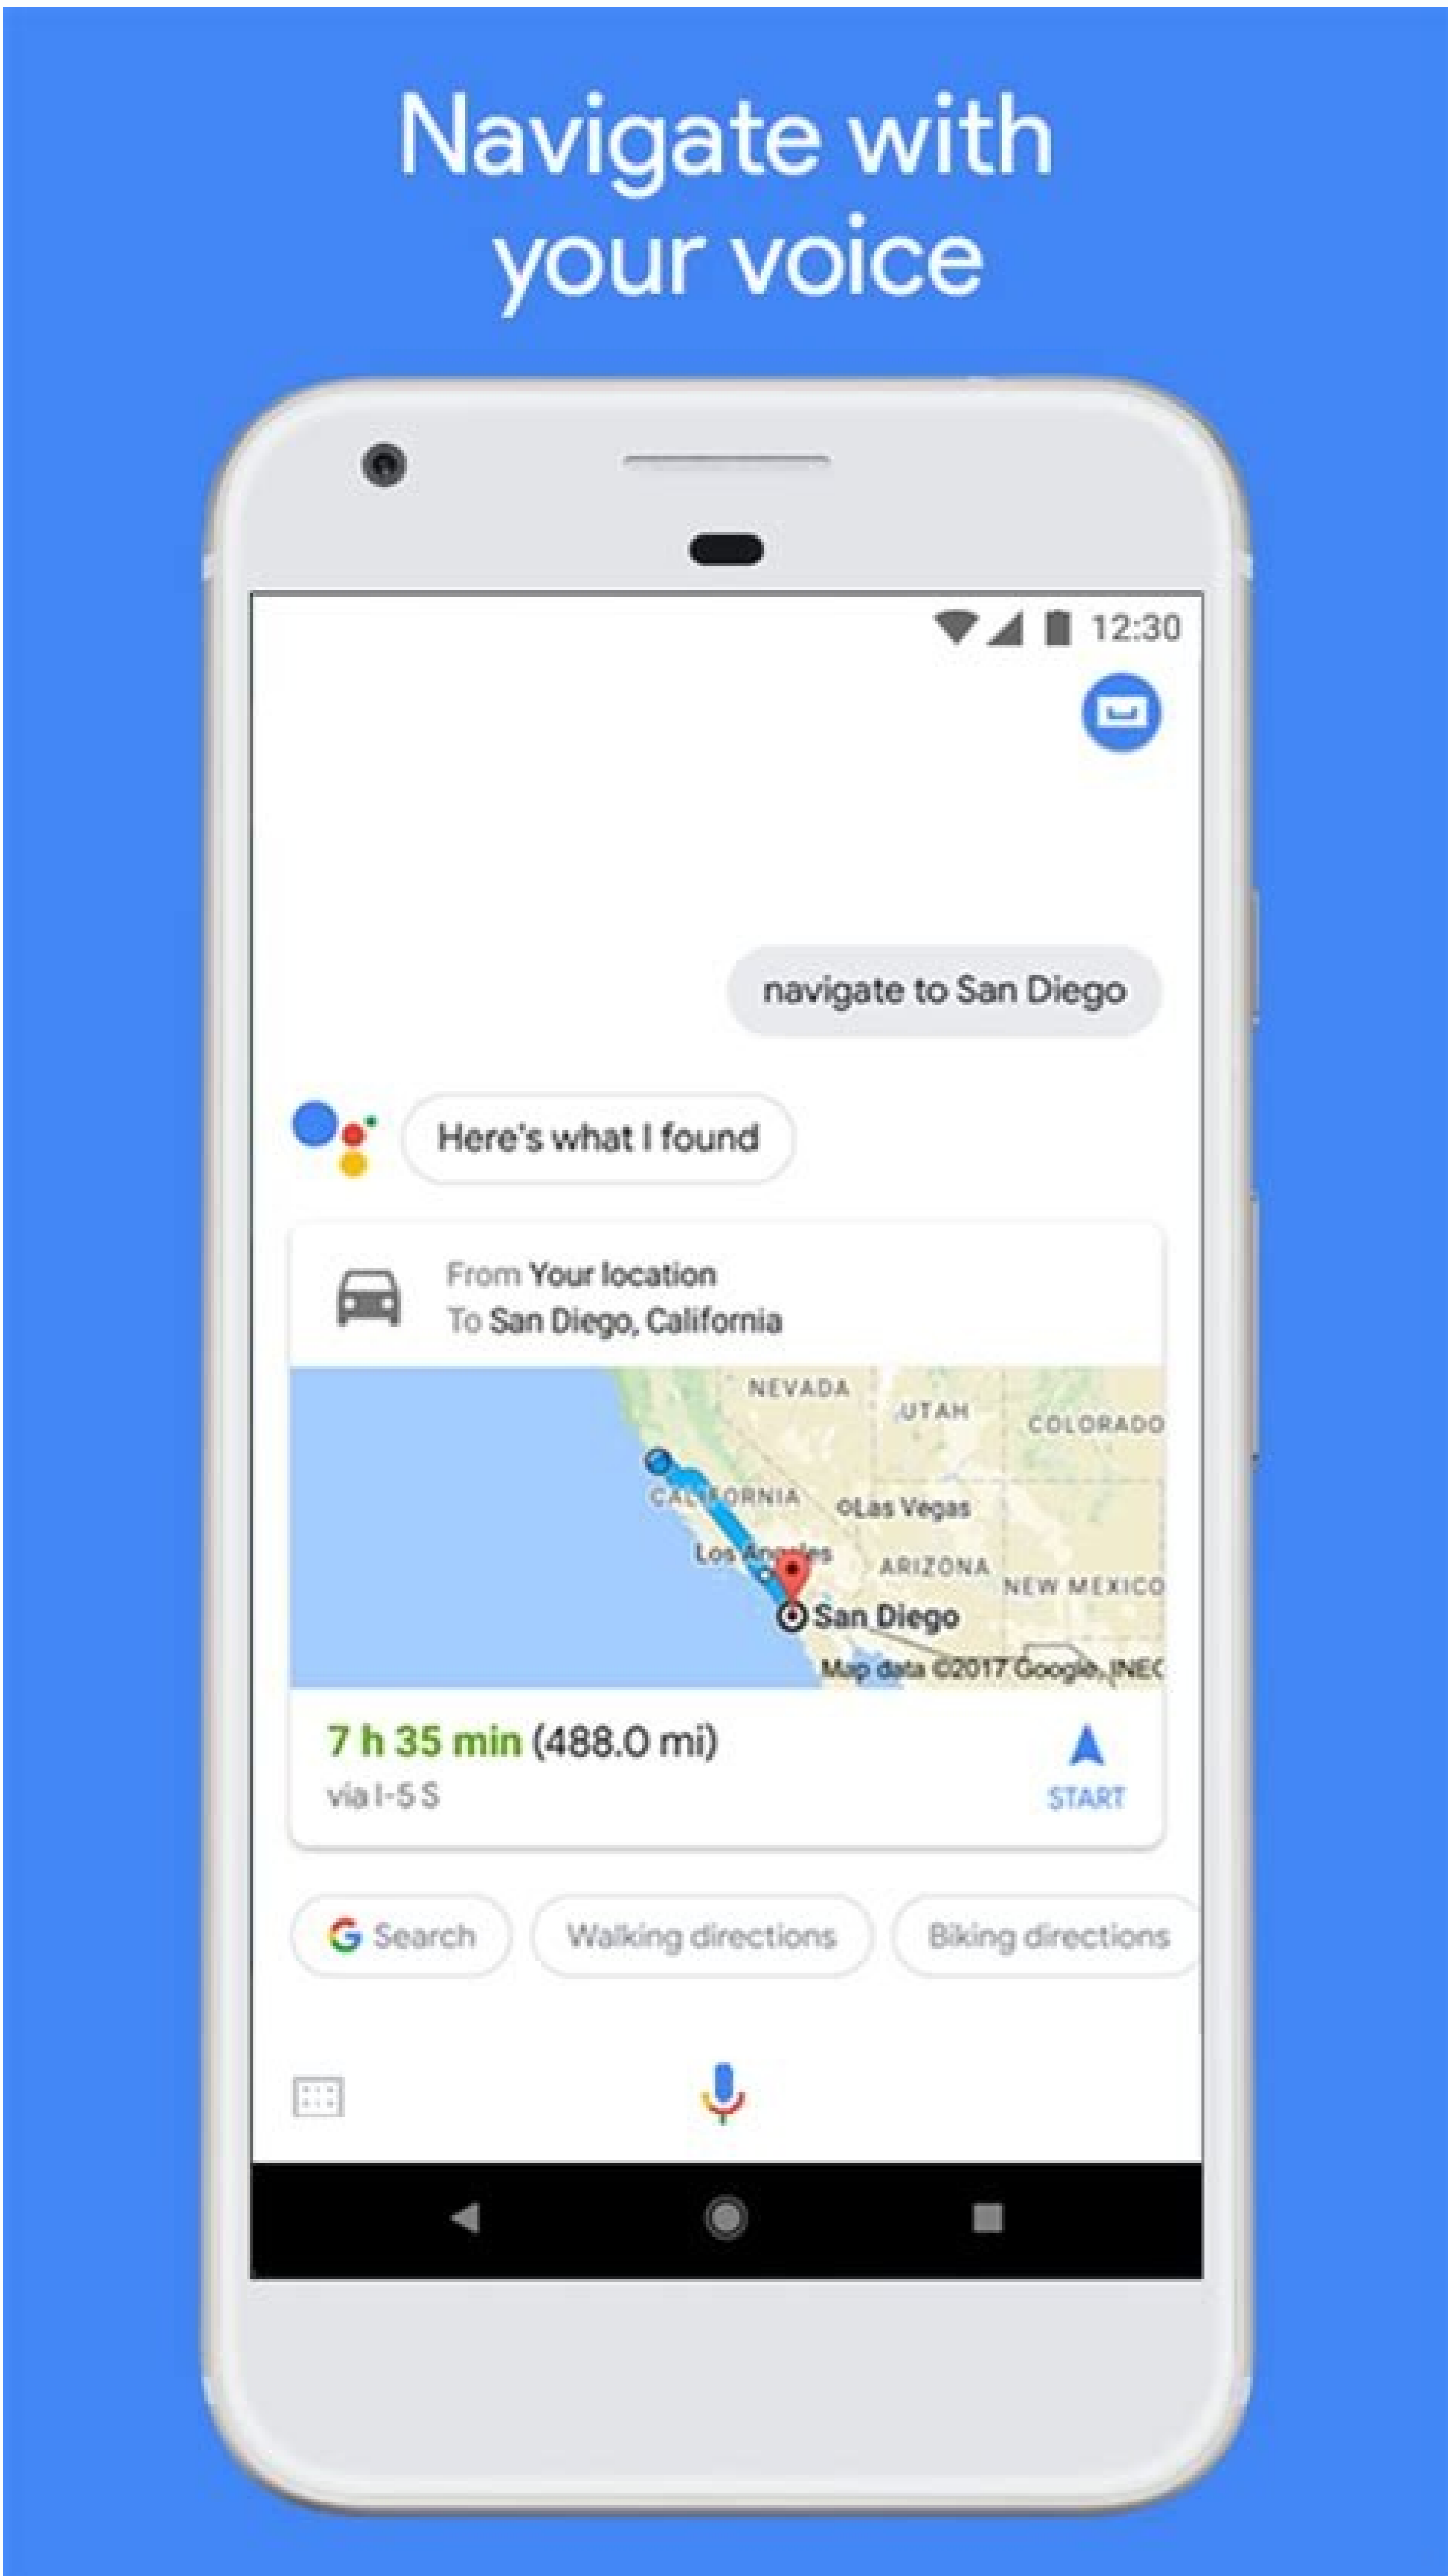 Navigate with
your voice
12:30
navigate to San Diego
Here's what I found
From Your location
To San Diego, California
NEVADA
UTAH
COLORADO
CALIFORNIA
Las Vegas
Los Angeles
ARIZONA
NEW MEXICO
San Diego
Map data ©2017 Google, INEG
7 h 35 min (488.0 mi)
via I-5 S
START
G Search
Walking directions
Biking directions